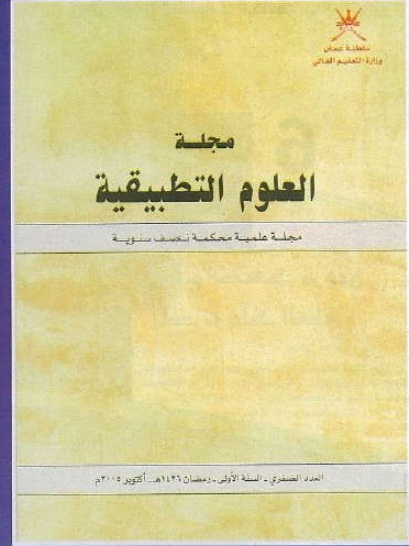 سلطنة عمان
وزارة التعليم العالي
مجلة
العلوم التطبيقية
مجلة علمية محكمة نصف سنوية
العدد الصفري - السنة الأولى - رمضان ١٤٢٦هـ - أكتوبر ٢٠٠٥م